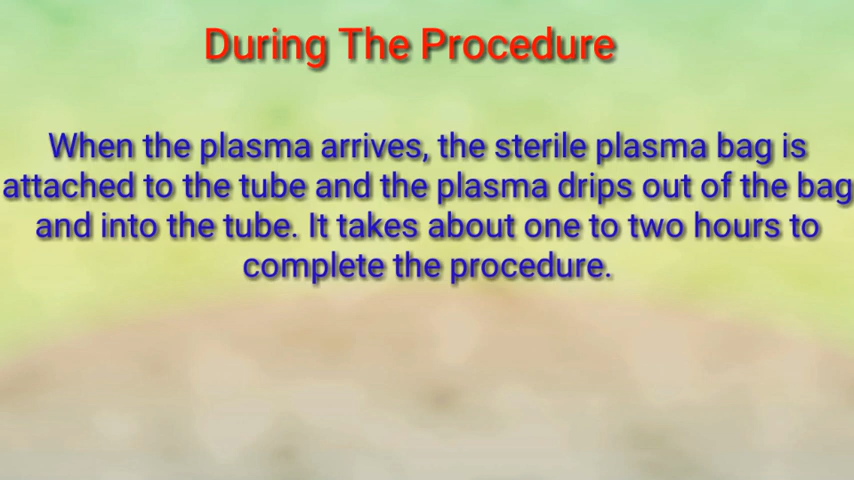 During The Procedure
When the plasma arrives, the sterile plasma bag is
attached to the tube and the plasma drips out of the bag
and into the tube. It takes about one to two hours to
complete the procedure.